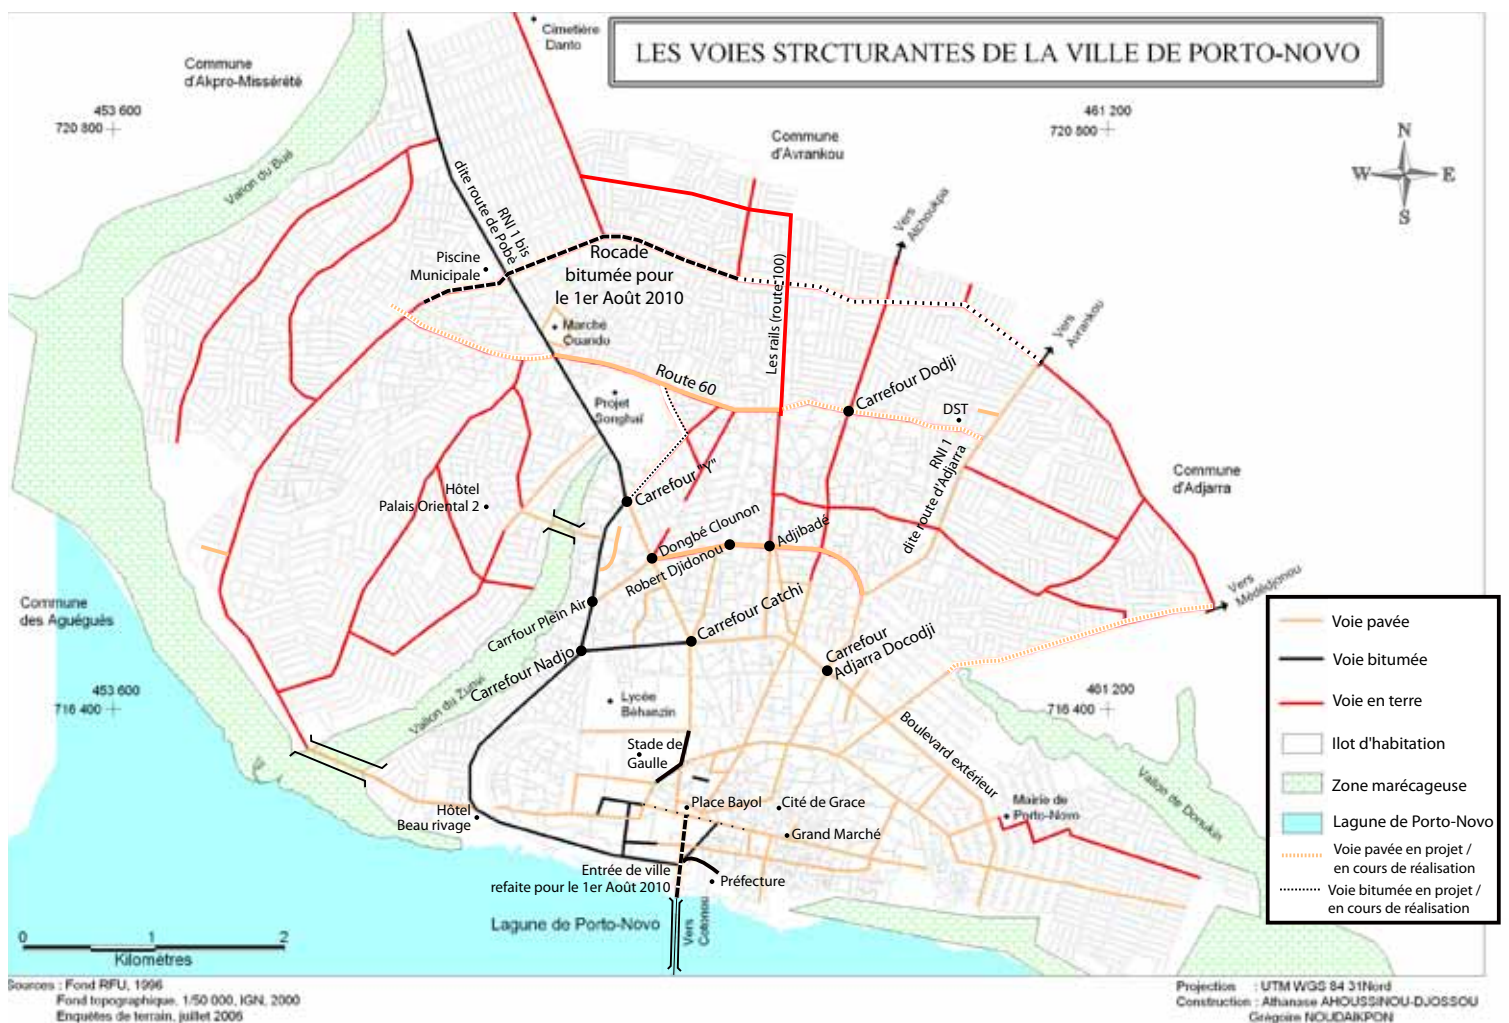 LES VOIES STRCTURANTES DE LA VILLE DE PORTO-NOVO
Cimetière
Danto
Commune
d'Akpro-Missérété
453 600
720 800
461 200
720 800
Commune
d'Avrankou
N
W
E
S
Vallon du Bué
dite route de Pobè
RNI 1 bis
Vers
Atchoukpa
Piscine
Municipale
Rocade
bitumée pour
le 1er Août 2010
Les rails (route 100)
Vers
Avrankou
Marché
Ouando
Route 60
Carrefour Dodji
Projet
Songhaï
DST
RNI 1
dite route d'Adjarra
Commune
d'Adjarra
Hôtel
Palais Oriental 2
Carrefour "Y"
Dongbé Clounon
Robert Djidonou
Adjibadé
Vers
Médédjonou
Commune
des Aguégués
Carrfour Plein Air
Carrefour Catchi
Carrefour Nadjo
Carrefour
Adjarra Docodji
Vallon du Zunvi
453 600
716 400
461 200
716 400
Lycée
Béhanzin
Stade de
Gaulle
Boulevard extérieur
Vallon de Donukin
Place Bayol
Cité de Grace
Grand Marché
Mairie de
Porto-Novo
Hôtel
Beau rivage
Entrée de ville
refaite pour le 1er Août 2010
Préfecture
Lagune de Porto-Novo
Vers
Cotonou
Voie pavée
Voie bitumée
Voie en terre
Ilot d'habitation
Zone marécageuse
Lagune de Porto-Novo
Voie pavée en projet /
en cours de réalisation
Voie bitumée en projet /
en cours de réalisation
0 1 2
Kilomètres
Sources : Fond RFU, 1996
Fond topographique, 1/50 000, IGN, 2000
Enquêtes de terrain, juillet 2006
Projection : UTM WGS 84 31Nord
Construction : Athanase AHOUSSINOU-DJOSSOU
Grégoire NOUDAIKPON